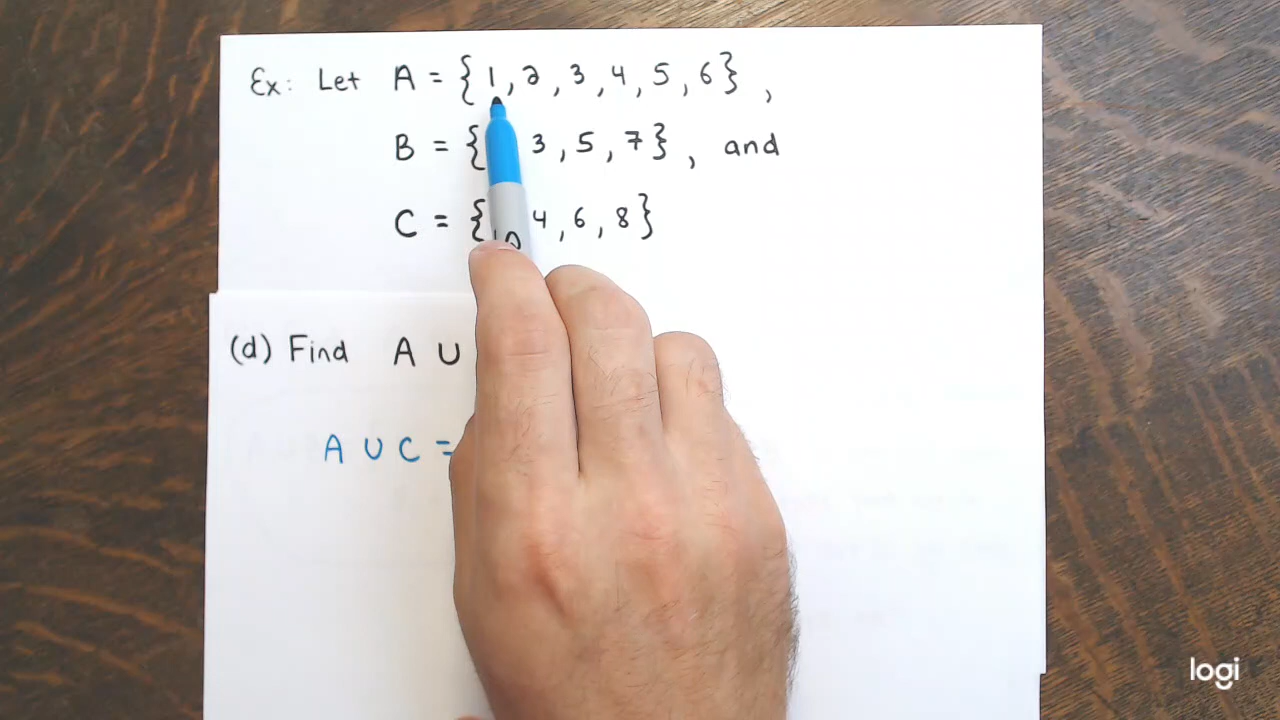 Ex: Let A = { 1, 2, 3, 4, 5, 6 } ,
B = { 3, 5, 7 } , and
C = { 4, 6, 8 }
(d) Find A ∪
A ∪ C =
logi